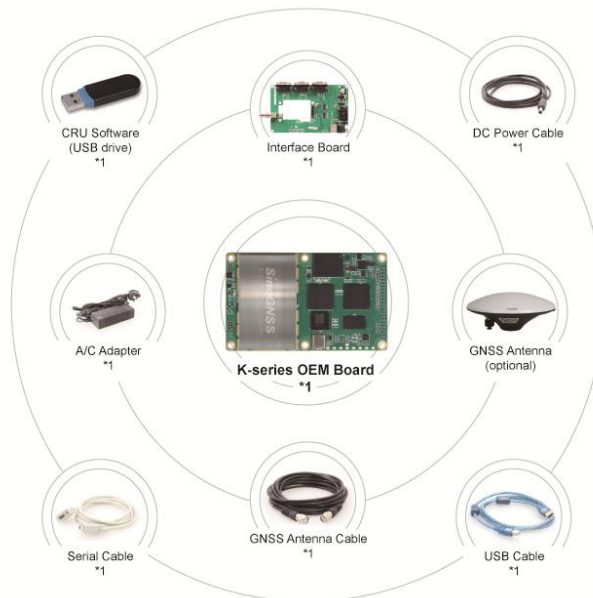 CRU Software
(USB drive)
*1
Interface Board
*1
DC Power Cable
*1
SinoGNSS
A/C Adapter
*1
K-series OEM Board
*1
GNSS Antenna
(optional)
Serial Cable
*1
GNSS Antenna Cable
*1
USB Cable
*1